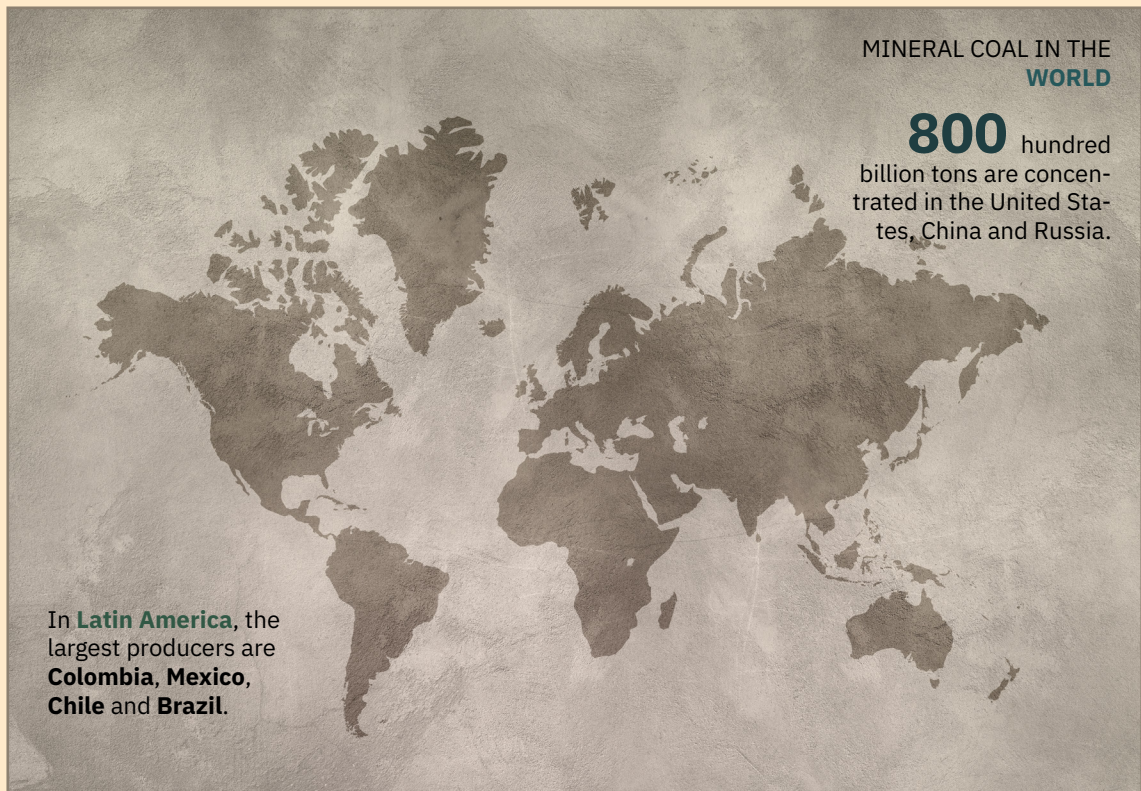 MINERAL COAL IN THE
WORLD
800 hundred
billion tons are concen-
trated in the United Sta-
tes, China and Russia.
In Latin America, the
largest producers are
Colombia, Mexico,
Chile and Brazil.